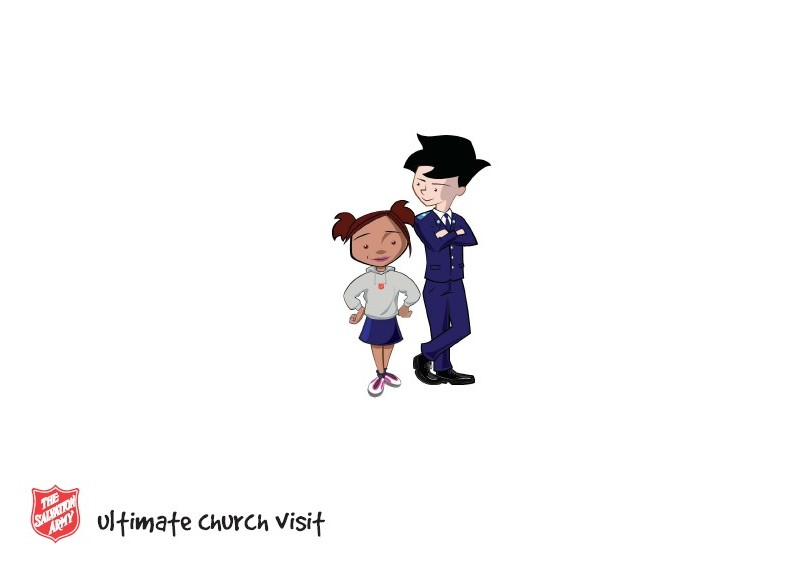 THE
SALVATION
ARMY
Ultimate Church Visit